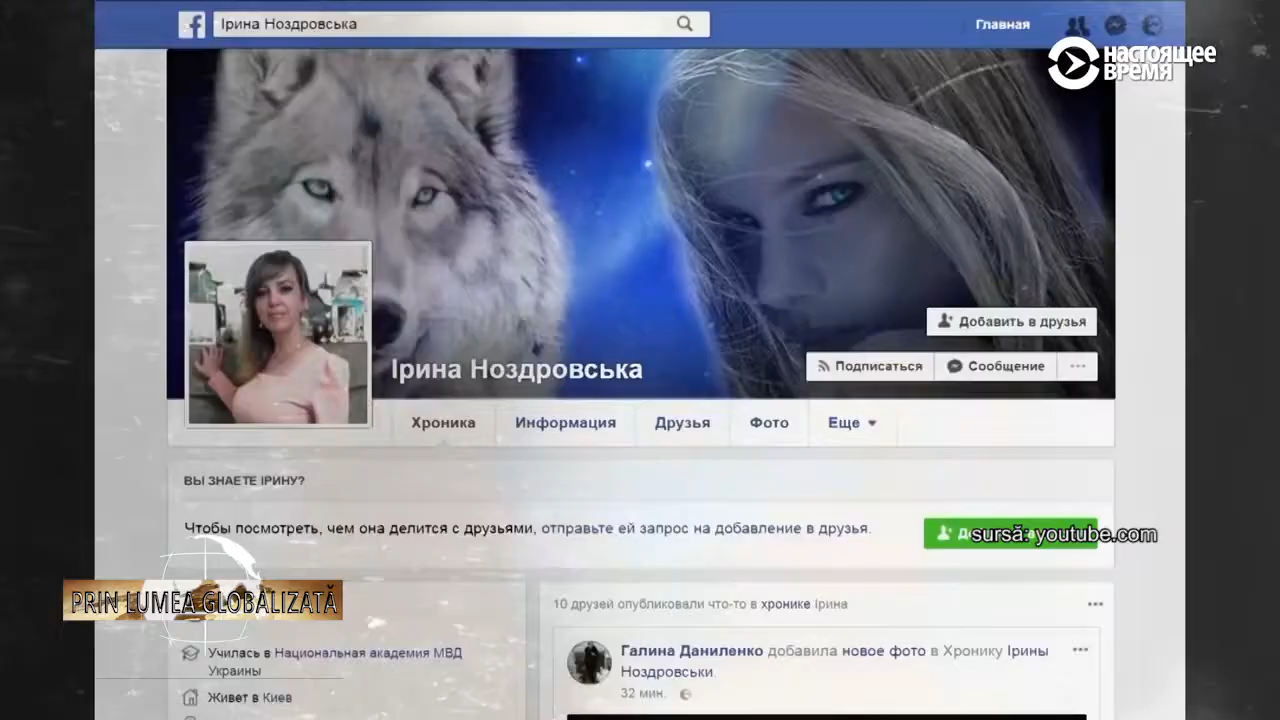 Ірина Ноздровська
Главная
НАСТОЯЩЕЕ
ВРЕМЯ
Добавить в друзья
Ірина Ноздровська
Подписаться
Сообщение
Хроника
Информация
Друзья
Фото
Еще
ВЫ ЗНАЕТЕ ІРИНУ?
Чтобы посмотреть, чем она делится с друзьями, отправьте ей запрос на добавление в друзья.
sursă: youtube.com
PRIN LUMEA GLOBALIZATĂ
10 друзей опубликовали что-то в хронике Ірина
Галина Даниленко добавила новое фото в Хронику Ірины
Ноздровськи.
32 мин.
Училась в Национальная академия МВД
Украины
Живет в Киев